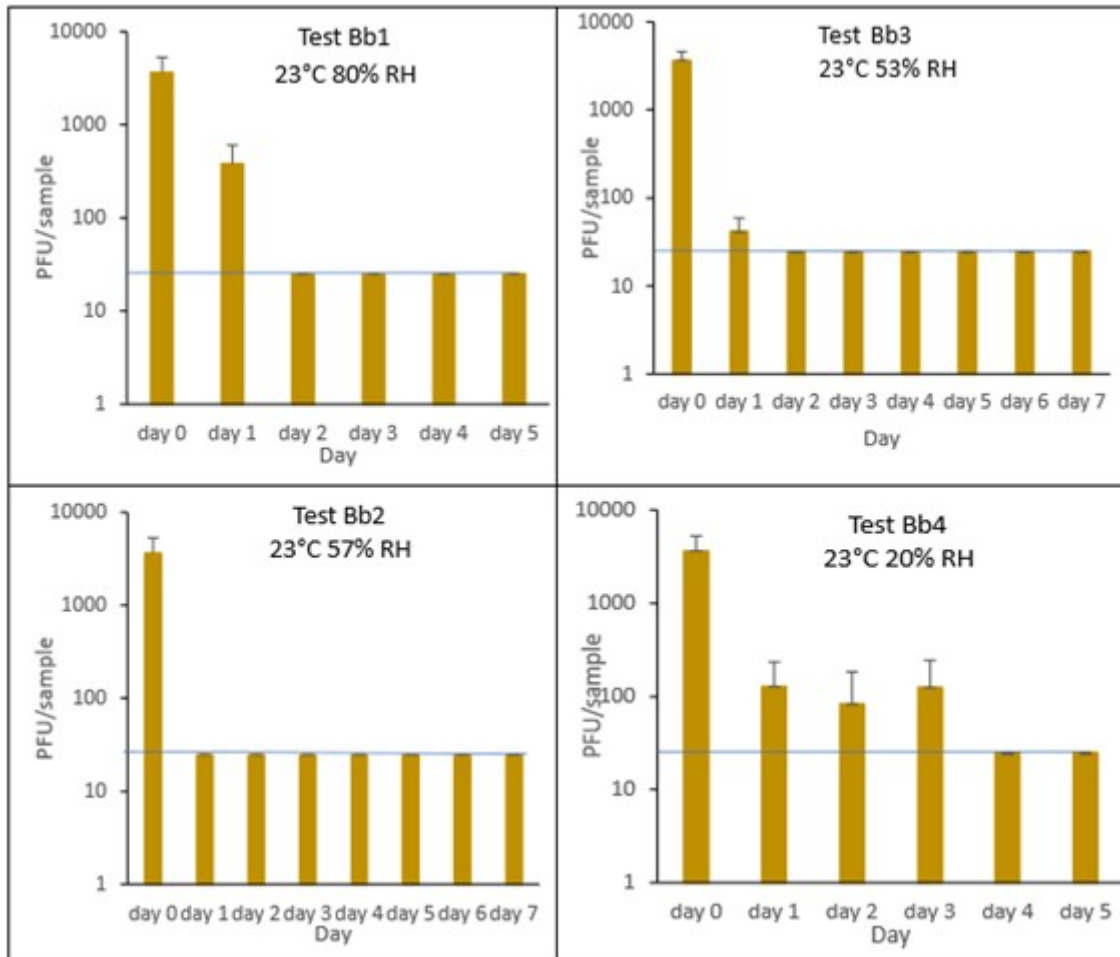 Test Bb1
23°C 80% RH
PFU/sample
10000
1000
100
10
1
day 0 day 1 day 2 day 3 day 4 day 5
Day
Test Bb3
23°C 53% RH
PFU/sample
10000
1000
100
10
1
day 0 day 1 day 2 day 3 day 4 day 5 day 6 day 7
Day
Test Bb2
23°C 57% RH
PFU/sample
10000
1000
100
10
1
day 0 day 1 day 2 day 3 day 4 day 5 day 6 day 7
Day
Test Bb4
23°C 20% RH
PFU/sample
10000
1000
100
10
1
day 0 day 1 day 2 day 3 day 4 day 5
Day